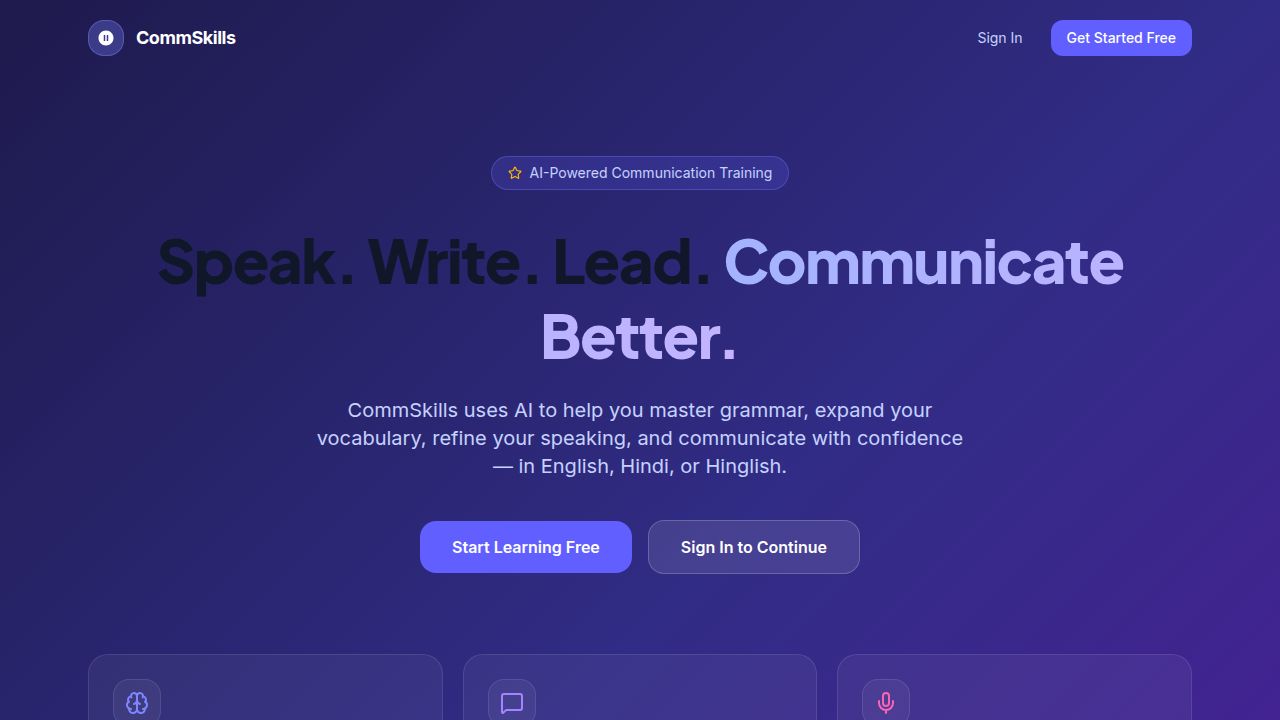 CommSkills
Sign In
Get Started Free
AI-Powered Communication Training
Speak. Write. Lead. Communicate
Better.
CommSkills uses AI to help you master grammar, expand your
vocabulary, refine your speaking, and communicate with confidence
— in English, Hindi, or Hinglish.
Start Learning Free
Sign In to Continue